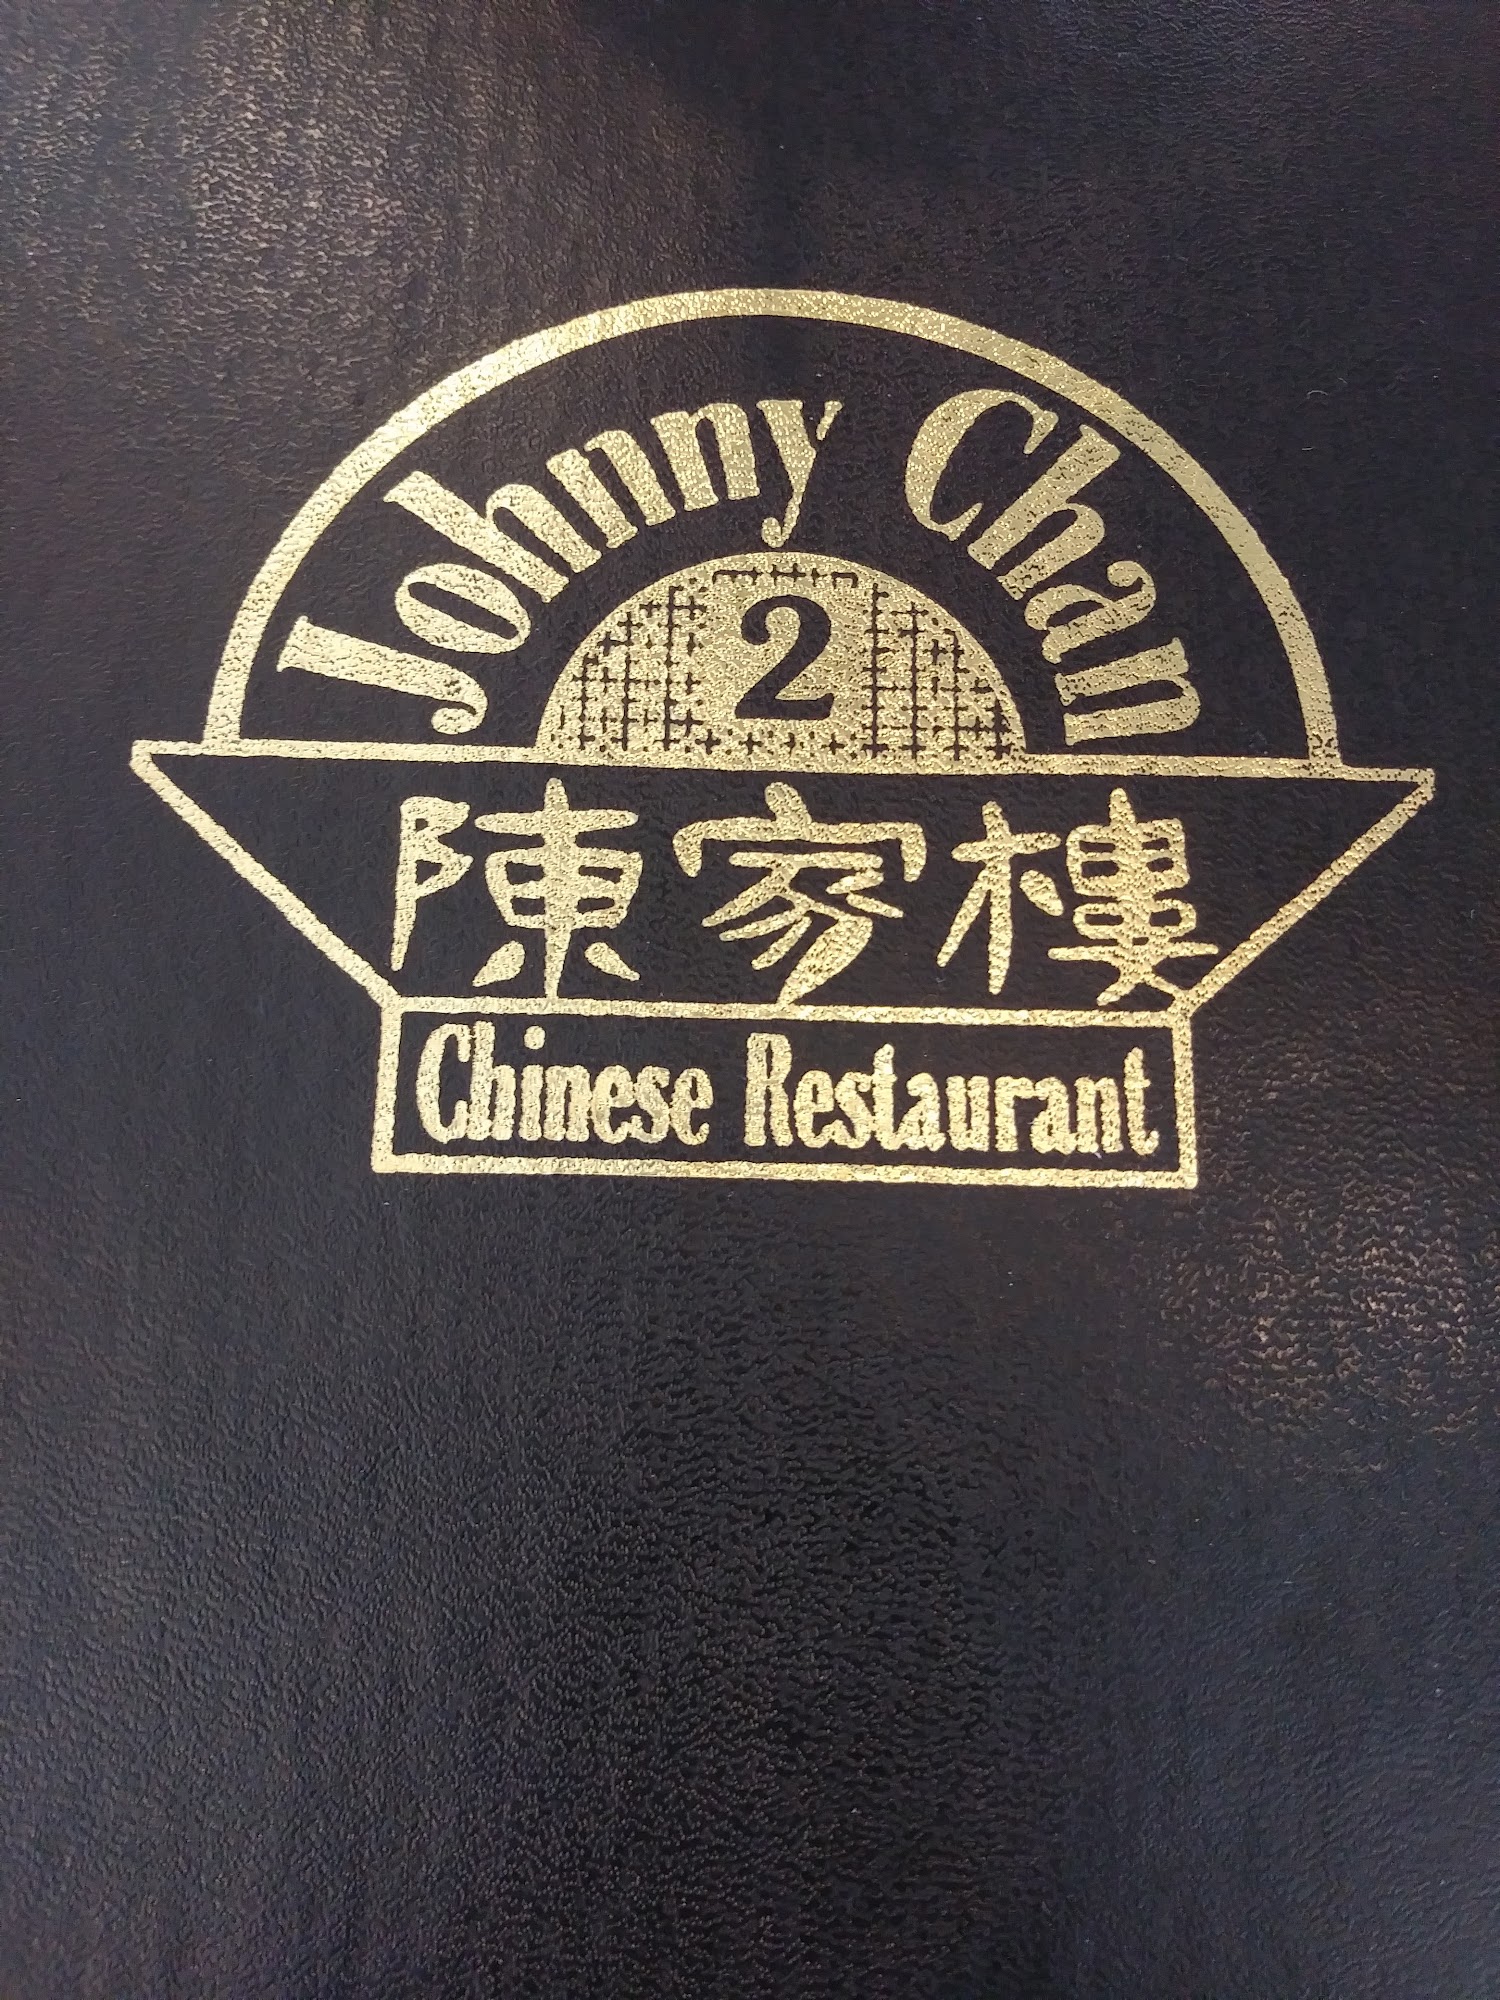 Johnny Chan
2
陳家樓
Chinese Restaurant